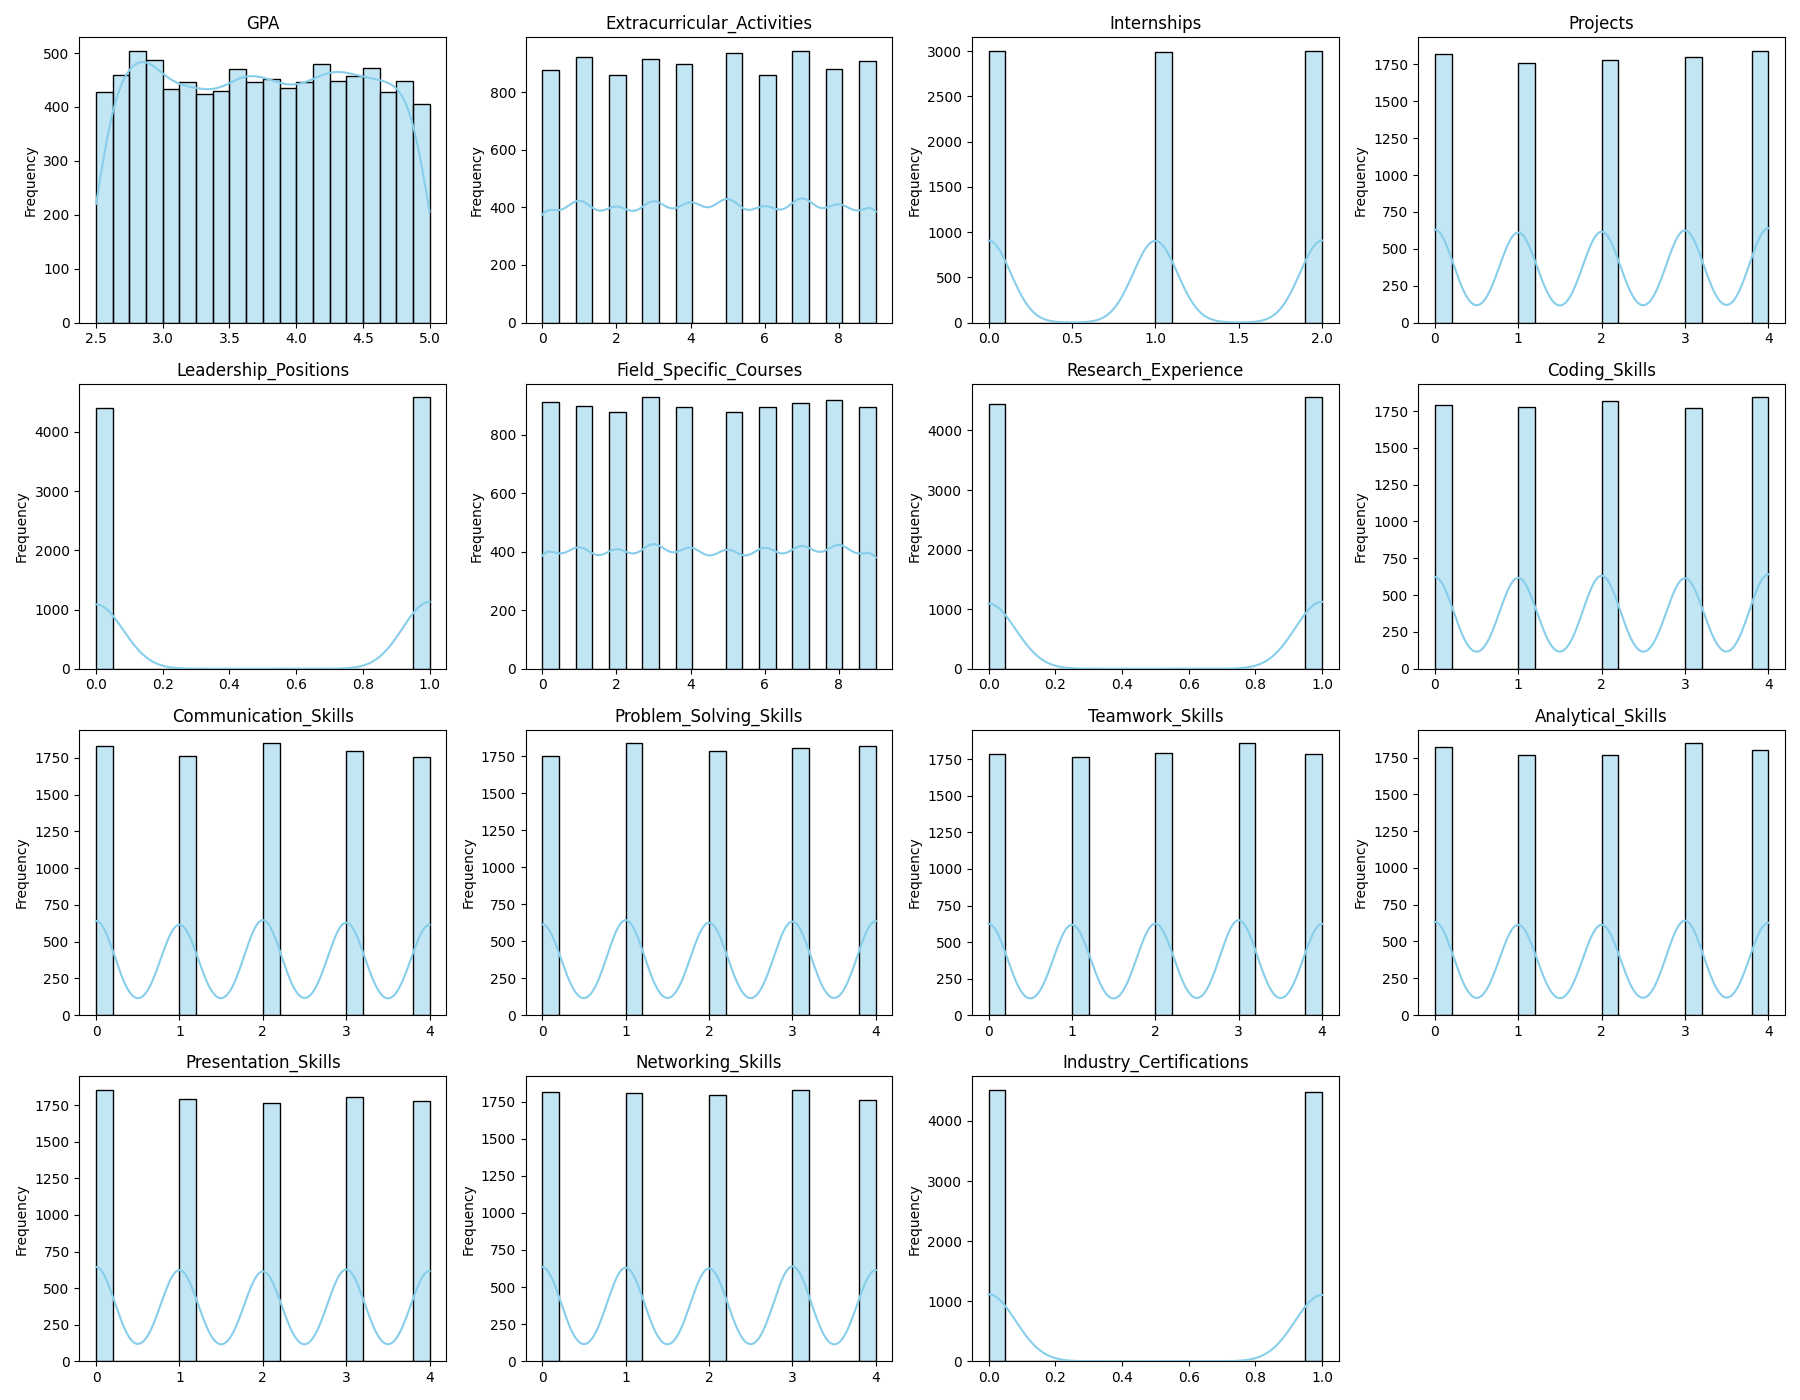 GPA
Frequency
500
400
300
200
100
0
2.5 3.0 3.5 4.0 4.5 5.0
Extracurricular_Activities
Frequency
800
600
400
200
0
0 2 4 6 8
Internships
Frequency
3000
2500
2000
1500
1000
500
0
0.0 0.5 1.0 1.5 2.0
Projects
Frequency
1750
1500
1250
1000
750
500
250
0
0 1 2 3 4
Leadership_Positions
Frequency
4000
3000
2000
1000
0
0.0 0.2 0.4 0.6 0.8 1.0
Field_Specific_Courses
Frequency
800
600
400
200
0
0 2 4 6 8
Research_Experience
Frequency
4000
3000
2000
1000
0
0.0 0.2 0.4 0.6 0.8 1.0
Coding_Skills
Frequency
1750
1500
1250
1000
750
500
250
0
0 1 2 3 4
Communication_Skills
Frequency
1750
1500
1250
1000
750
500
250
0
0 1 2 3 4
Problem_Solving_Skills
Frequency
1750
1500
1250
1000
750
500
250
0
0 1 2 3 4
Teamwork_Skills
Frequency
1750
1500
1250
1000
750
500
250
0
0 1 2 3 4
Analytical_Skills
Frequency
1750
1500
1250
1000
750
500
250
0
0 1 2 3 4
Presentation_Skills
Frequency
1750
1500
1250
1000
750
500
250
0
0 1 2 3 4
Networking_Skills
Frequency
1750
1500
1250
1000
750
500
250
0
0 1 2 3 4
Industry_Certifications
Frequency
4000
3000
2000
1000
0
0.0 0.2 0.4 0.6 0.8 1.0